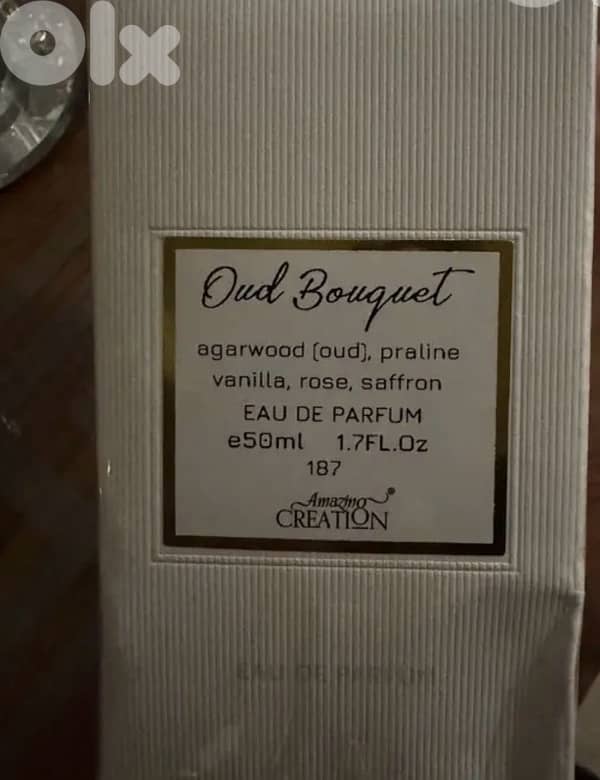 olx
Oud Bouquet
agarwood (oud), praline
vanilla, rose, saffron
EAU DE PARFUM
e50ml 1.7FL.Oz
187
Amazing
CREATION®
EAU DE PARFUM